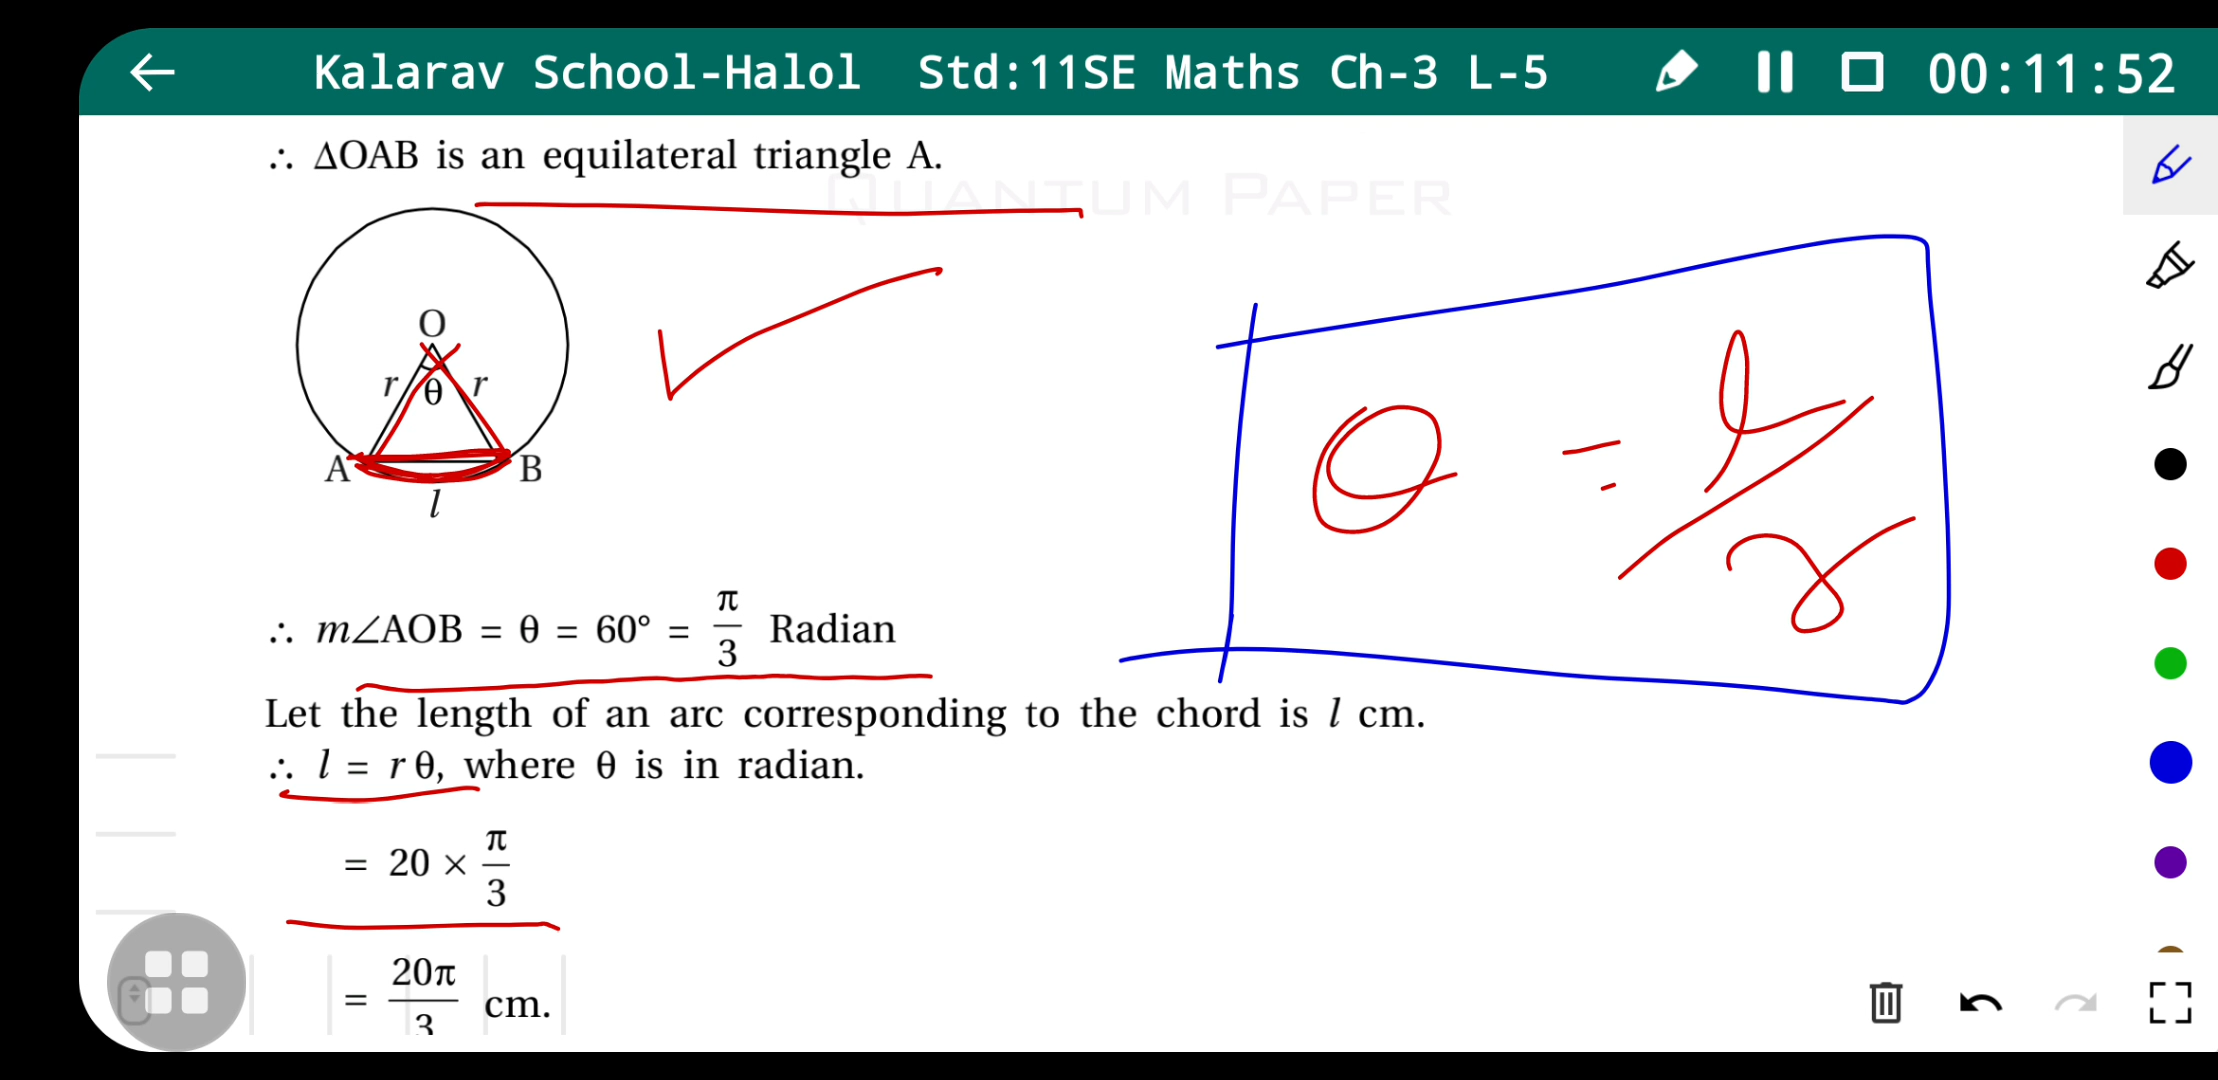 Kalarav School-Halol Std:11SE Maths Ch-3 L-5 00:11:52
∴ ΔOAB is an equilateral triangle A.
QUANTUM PAPER
O
r θ r
A B
l
θ = l/r
∴ m∠AOB = θ = 60° = π/3 Radian
Let the length of an arc corresponding to the chord is l cm.
∴ l = r θ, where θ is in radian.
= 20 × π/3
= 20π/3 cm.